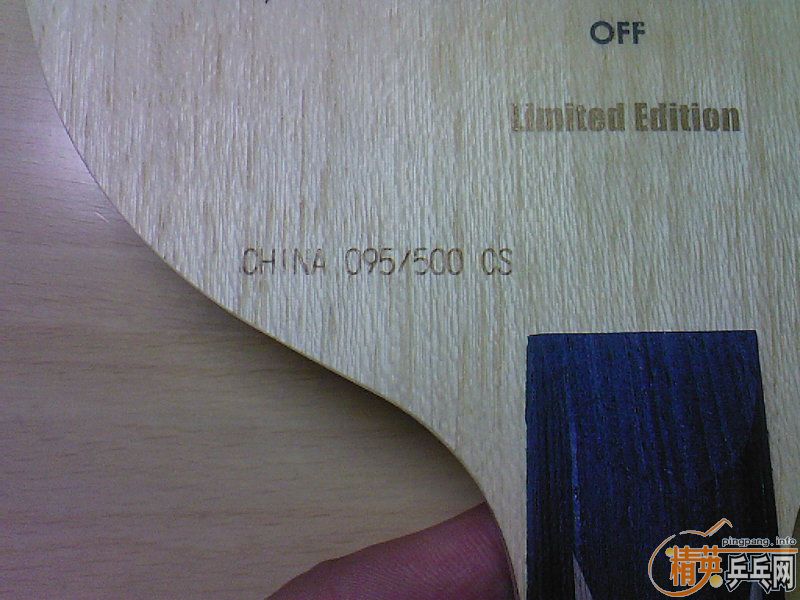 OFF
Limited Edition
CHINA 095/500 CS
pingpang.info
精英乒乓网